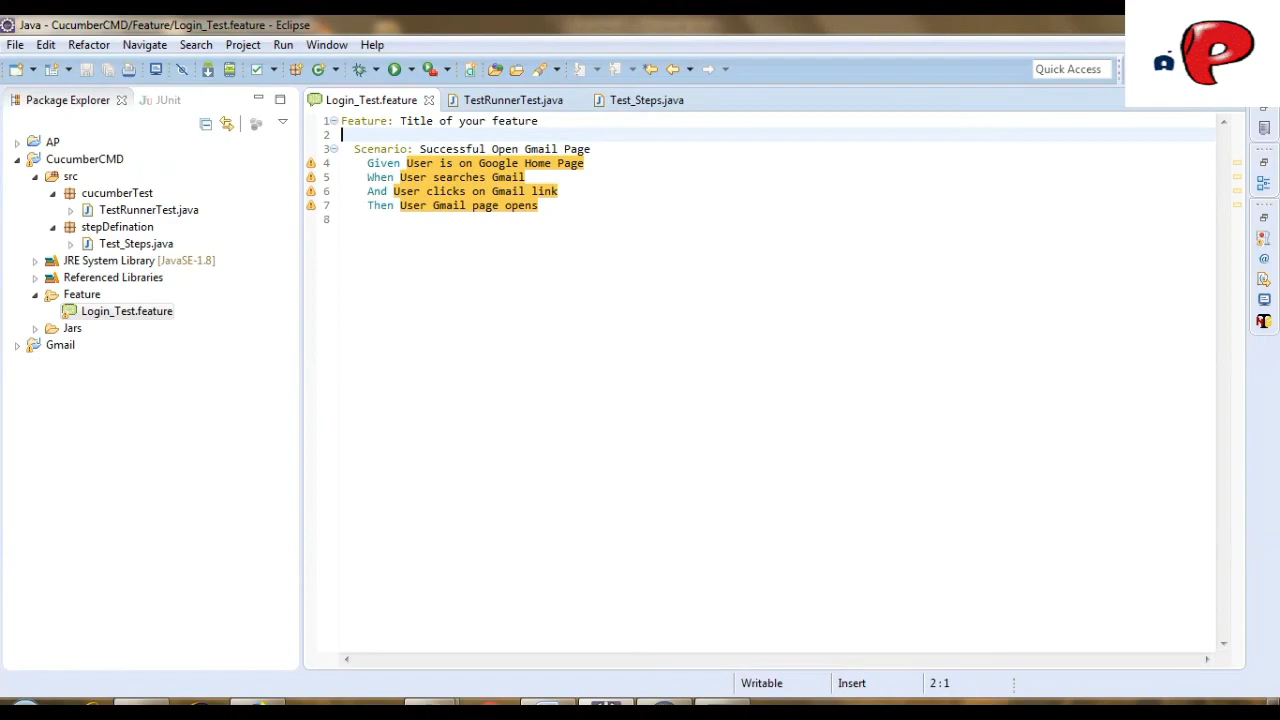 Java - CucumberCMD/Feature/Login_Test.feature - Eclipse
File Edit Refactor Navigate Search Project Run Window Help
Quick Access
Package Explorer JUnit
Login_Test.feature TestRunnerTest.java Test_Steps.java
AP
CucumberCMD
src
cucumberTest
TestRunnerTest.java
stepDefination
Test_Steps.java
JRE System Library [JavaSE-1.8]
Referenced Libraries
Feature
Login_Test.feature
Jars
Gmail
1 Feature: Title of your feature
2
3 Scenario: Successful Open Gmail Page
4 Given User is on Google Home Page
5 When User searches Gmail
6 And User clicks on Gmail link
7 Then User Gmail page opens
8
Writable Insert 2 : 1
P